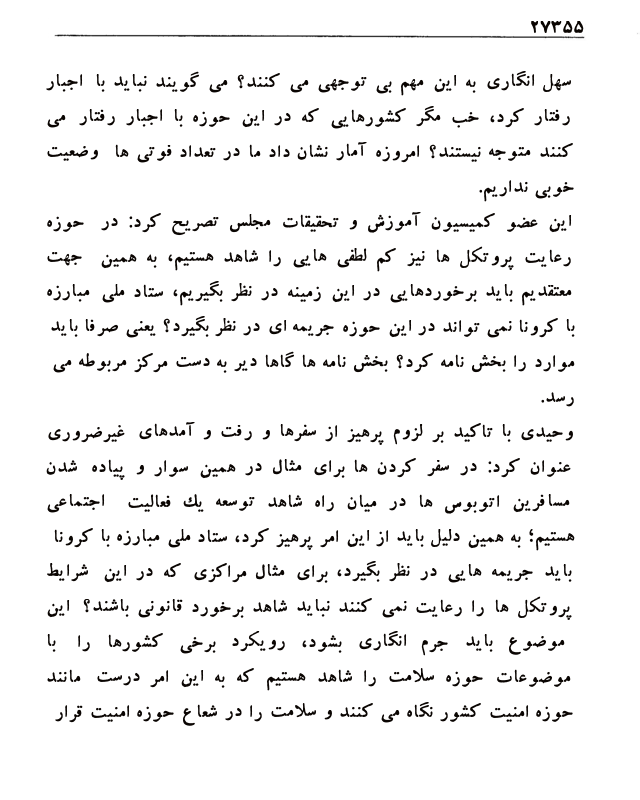 ۲۷۳۵۵
سهل انگاری به این مهم بی توجهی می کنند؟ می گویند نباید با اجبار
رفتار کرد، خب مگر کشورهایی که در این حوزه با اجبار رفتار می
کنند متوجه نیستند؟ امروزه آمار نشان داد ما در تعداد فوتی ها وضعیت
خوبی نداریم.
این عضو کمیسیون آموزش و تحقیقات مجلس تصریح کرد: در حوزه
رعایت پروتکل ها نیز کم لطفی هایی را شاهد هستیم، به همین جهت
معتقدیم باید برخوردهایی در این زمینه در نظر بگیریم، ستاد ملی مبارزه
با کرونا نمی تواند در این حوزه جریمه ای در نظر بگیرد؟ یعنی صرفا باید
موارد را بخش نامه کرد؟ بخش نامه ها گاها دیر به دست مرکز مربوطه می
رسد.
وحیدی با تاکید بر لزوم پرهیز از سفرها و رفت و آمدهای غیرضروری
عنوان کرد: در سفر کردن ها برای مثال در همین سوار و پیاده شدن
مسافرین اتوبوس ها در میان راه شاهد توسعه یك فعالیت اجتماعی
هستیم؛ به همین دلیل باید از این امر پرهیز کرد، ستاد ملی مبارزه با کرونا
باید جریمه هایی در نظر بگیرد، برای مثال مراکزی که در این شرایط
پروتکل ها را رعایت نمی کنند نباید شاهد برخورد قانونی باشند؟ این
موضوع باید جرم انگاری بشود، رویکرد برخی کشورها را با
موضوعات حوزه سلامت را شاهد هستیم که به این امر درست مانند
حوزه امنیت کشور نگاه می کنند و سلامت را در شعاع حوزه امنیت قرار